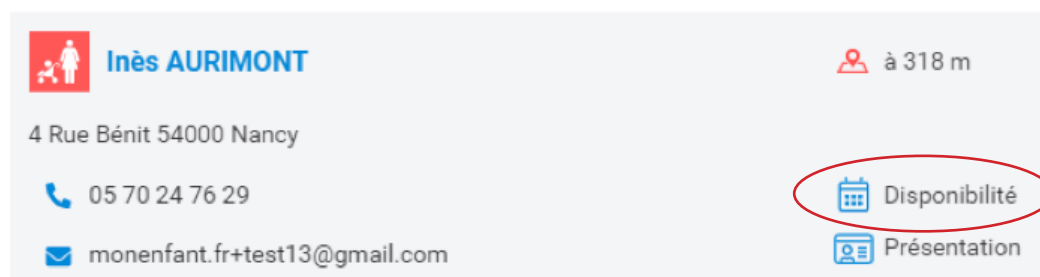 Inès AURIMONT
à 318 m
4 Rue Bénit 54000 Nancy
05 70 24 76 29
Disponibilité
monenfant.fr+test13@gmail.com
Présentation